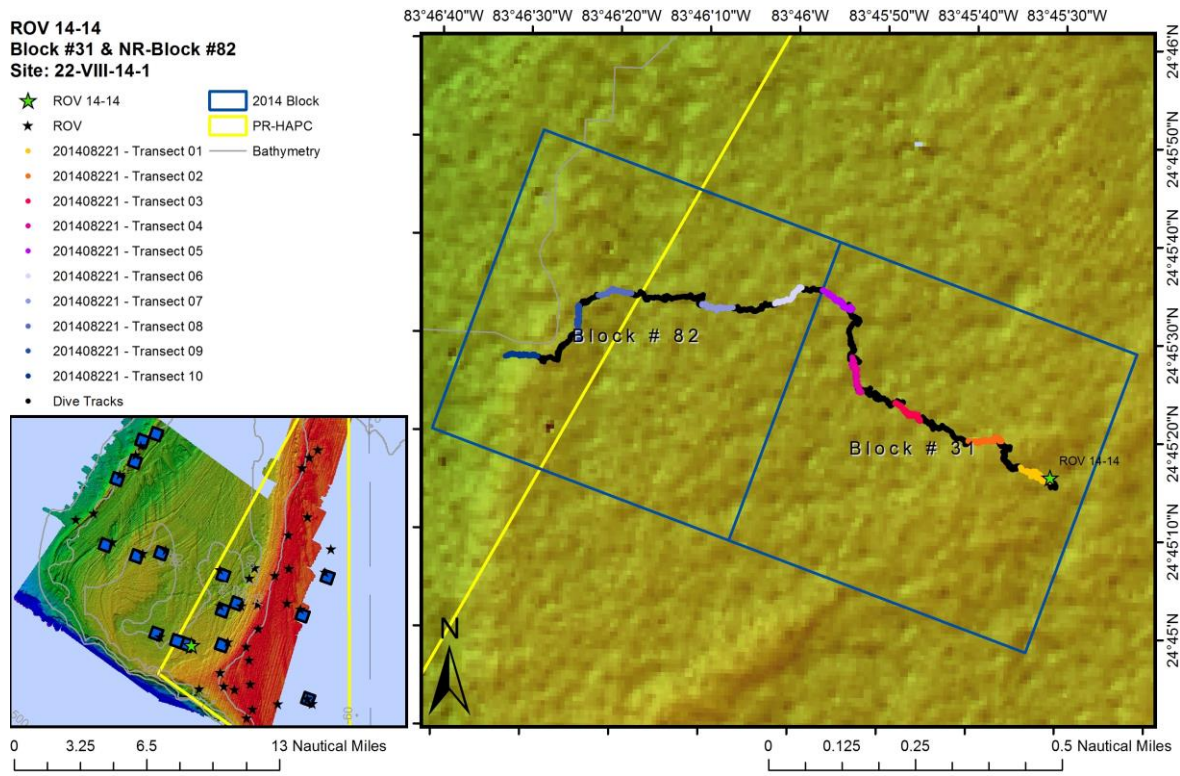 ROV 14-14
Block #31 & NR-Block #82
Site: 22-VIII-14-1
ROV 14-14
ROV
201408221 - Transect 01
201408221 - Transect 02
201408221 - Transect 03
201408221 - Transect 04
201408221 - Transect 05
201408221 - Transect 06
201408221 - Transect 07
201408221 - Transect 08
201408221 - Transect 09
201408221 - Transect 10
Dive Tracks
2014 Block
PR-HAPC
Bathymetry
83°46'40"W 83°46'30"W 83°46'20"W 83°46'10"W 83°46'W 83°45'50"W 83°45'40"W 83°45'30"W
24°46'N
24°45'50"N
24°45'40"N
24°45'30"N
24°45'20"N
24°45'10"N
24°45'N
Block # 82
Block # 31
ROV 14-14
N
0 3.25 6.5 13 Nautical Miles
0 0.125 0.25 0.5 Nautical Miles